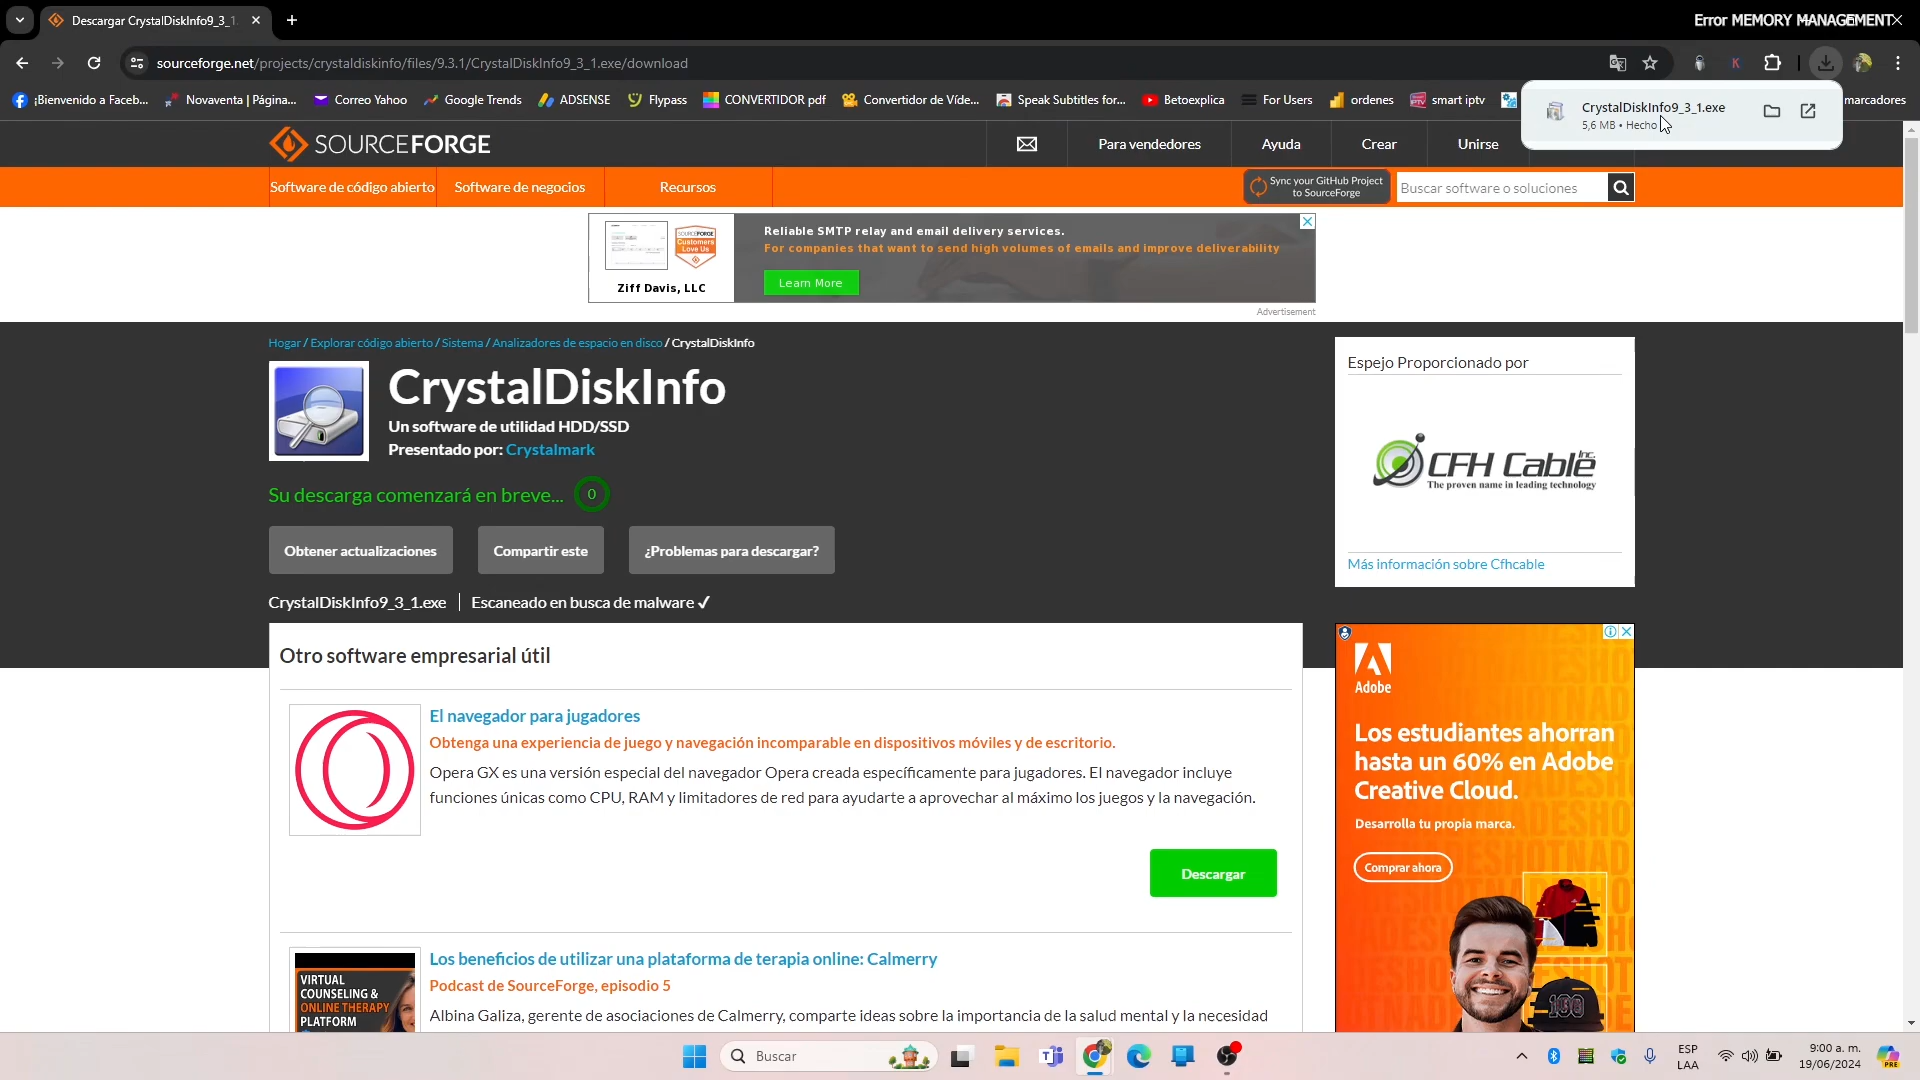 Descargar CrystalDiskInfo9_3_1
Error MEMORY MANAGEMENT
sourceforge.net/projects/crystaldiskinfo/files/9.3.1/CrystalDiskInfo9_3_1.exe/download
¡Bienvenido a Faceb...
Novaventa | Página...
Correo Yahoo
Google Trends
ADSENSE
Flypass
CONVERTIDOR pdf
Convertidor de Víde...
Speak Subtitles for...
Betoexplica
For Users
ordenes
smart iptv
marcadores
CrystalDiskInfo9_3_1.exe
5,6 MB • Hecho
SOURCEFORGE
Para vendedores
Ayuda
Crear
Unirse
Software de código abierto
Software de negocios
Recursos
Sync your GitHub Project
to SourceForge
Buscar software o soluciones
SOURCEFORGE
Customers
Love Us
Ziff Davis, LLC
Reliable SMTP relay and email delivery services.
For companies that want to send high volumes of emails and improve deliverability
Learn More
Advertisement
Hogar / Explorar código abierto / Sistema / Analizadores de espacio en disco / CrystalDiskInfo
CrystalDiskInfo
Un software de utilidad HDD/SSD
Presentado por: Crystalmark
Su descarga comenzará en breve... 0
Obtener actualizaciones
Compartir este
¿Problemas para descargar?
CrystalDiskInfo9_3_1.exe
Escaneado en busca de malware ✓
Espejo Proporcionado por
CFH Cable Inc.
The proven name in leading technology
Más información sobre Cfhcable
Otro software empresarial útil
El navegador para jugadores
Obtenga una experiencia de juego y navegación incomparable en dispositivos móviles y de escritorio.
Opera GX es una versión especial del navegador Opera creada específicamente para jugadores. El navegador incluye
funciones únicas como CPU, RAM y limitadores de red para ayudarte a aprovechar al máximo los juegos y la navegación.
Descargar
VIRTUAL
COUNSELING &
ONLINE THERAPY
PLATFORM
Los beneficios de utilizar una plataforma de terapia online: Calmerry
Podcast de SourceForge, episodio 5
Albina Galiza, gerente de asociaciones de Calmerry, comparte ideas sobre la importancia de la salud mental y la necesidad
Adobe
Los estudiantes ahorran
hasta un 60% en Adobe
Creative Cloud.
Desarrolla tu propia marca.
Comprar ahora
100
Buscar
ESP
LAA
9:00 a. m.
19/06/2024
PRE